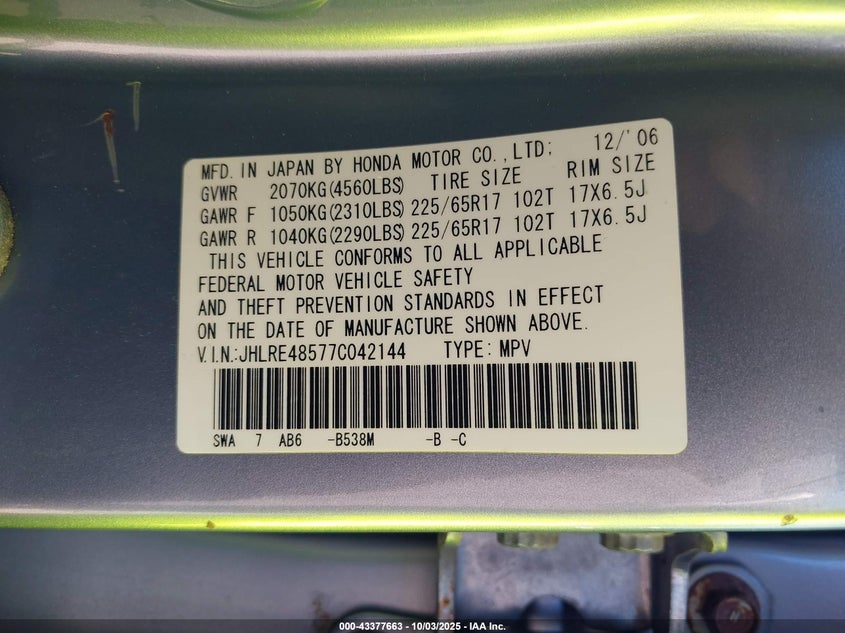 MFD. IN JAPAN BY HONDA MOTOR CO.,LTD; 12/'06
GVWR 2070KG(4560LBS) TIRE SIZE RIM SIZE
GAWR F 1050KG(2310LBS) 225/65R17 102T 17X6.5J
GAWR R 1040KG(2290LBS) 225/65R17 102T 17X6.5J
THIS VEHICLE CONFORMS TO ALL APPLICABLE
FEDERAL MOTOR VEHICLE SAFETY
AND THEFT PREVENTION STANDARDS IN EFFECT
ON THE DATE OF MANUFACTURE SHOWN ABOVE.
V.I.N.:JHLRE48577C042144 TYPE: MPV
SWA 7 AB6 -B538M -B -C
000-43377663 - 10/03/2025 - IAA Inc.